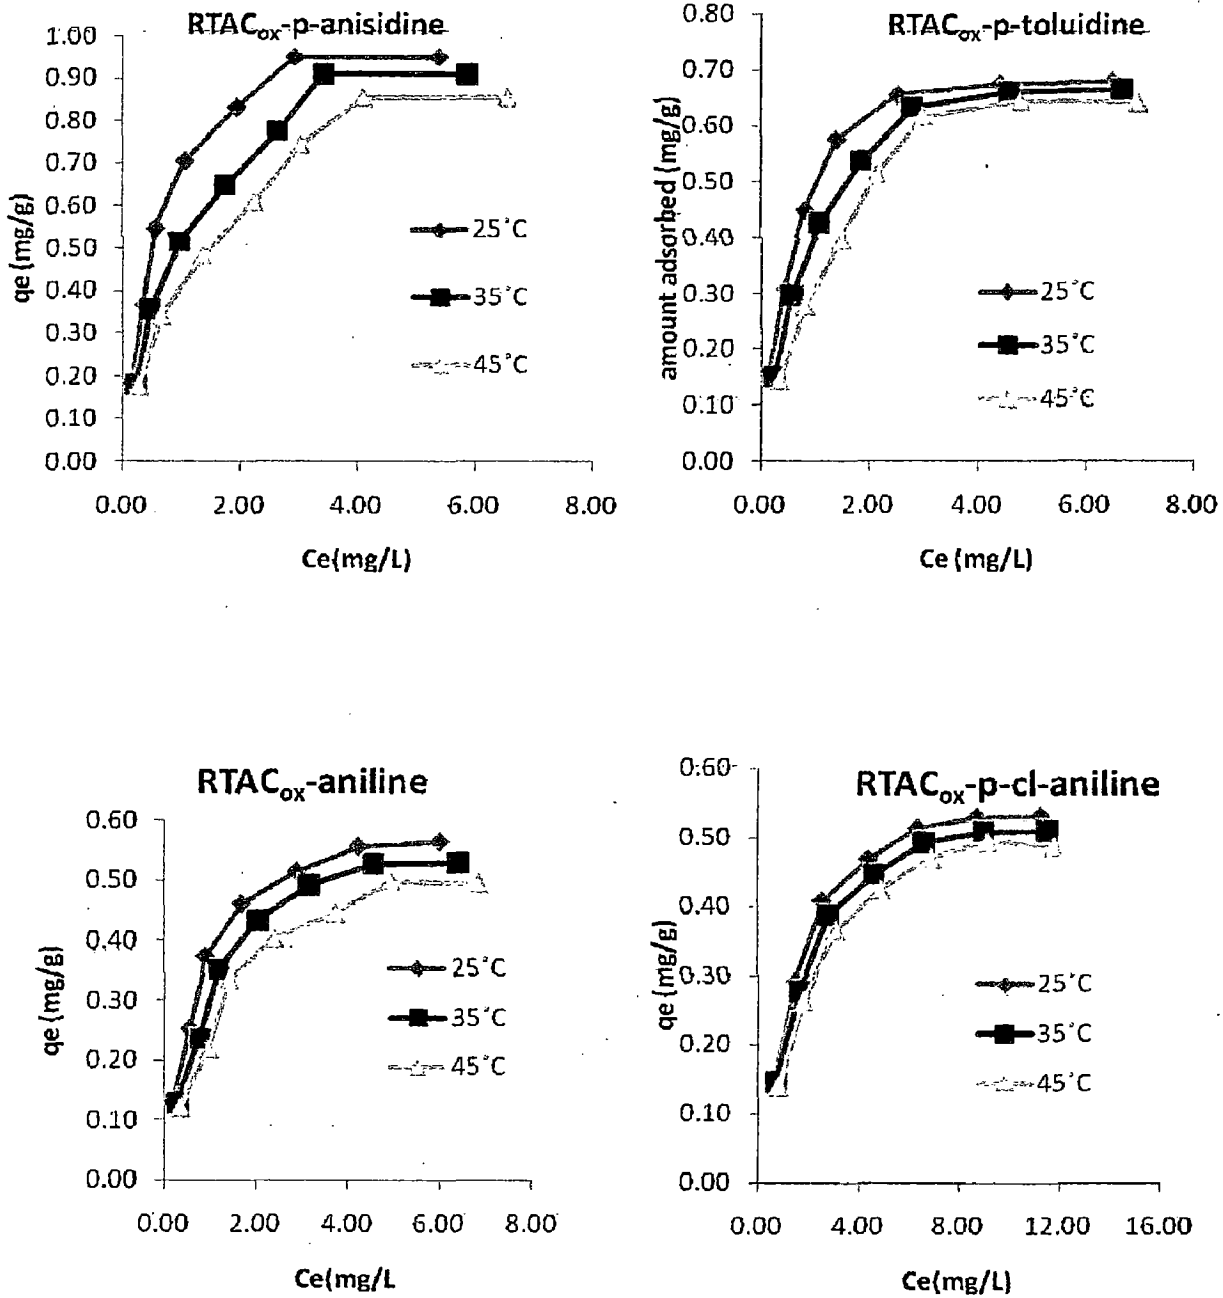 RTACox-p-anisidine
1.00
0.90
0.80
0.70
0.60
0.50
0.40
0.30
0.20
0.10
0.00
qe (mg/g)
25°C
35°C
45°C
0.00 2.00 4.00 6.00 8.00
Ce(mg/L)
RTACox-p-toluidine
0.80
0.70
0.60
0.50
0.40
0.30
0.20
0.10
0.00
amount adsorbed (mg/g)
25°C
35°C
45°C
0.00 2.00 4.00 6.00 8.00
Ce (mg/L)
RTACox-aniline
0.60
0.50
0.40
0.30
0.20
0.10
0.00
qe (mg/g)
25°C
35°C
45°C
0.00 2.00 4.00 6.00 8.00
Ce(mg/L
RTACox-p-cl-aniline
0.60
0.50
0.40
0.30
0.20
0.10
0.00
qe (mg/g)
25°C
35°C
45°C
0.00 4.00 8.00 12.00 16.00
Ce(mg/L)